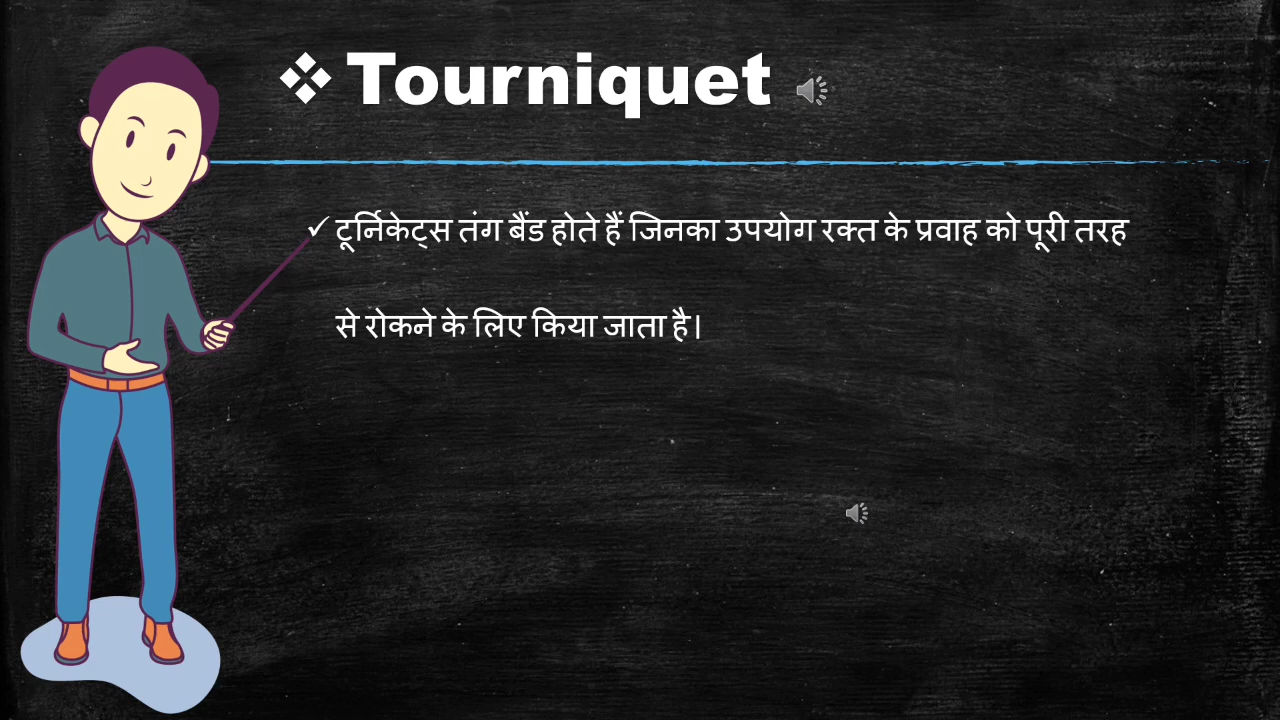 ❖ Tourniquet
✓ टूर्निकेट्स तंग बैंड होते हैं जिनका उपयोग रक्त के प्रवाह को पूरी तरह
से रोकने के लिए किया जाता है।